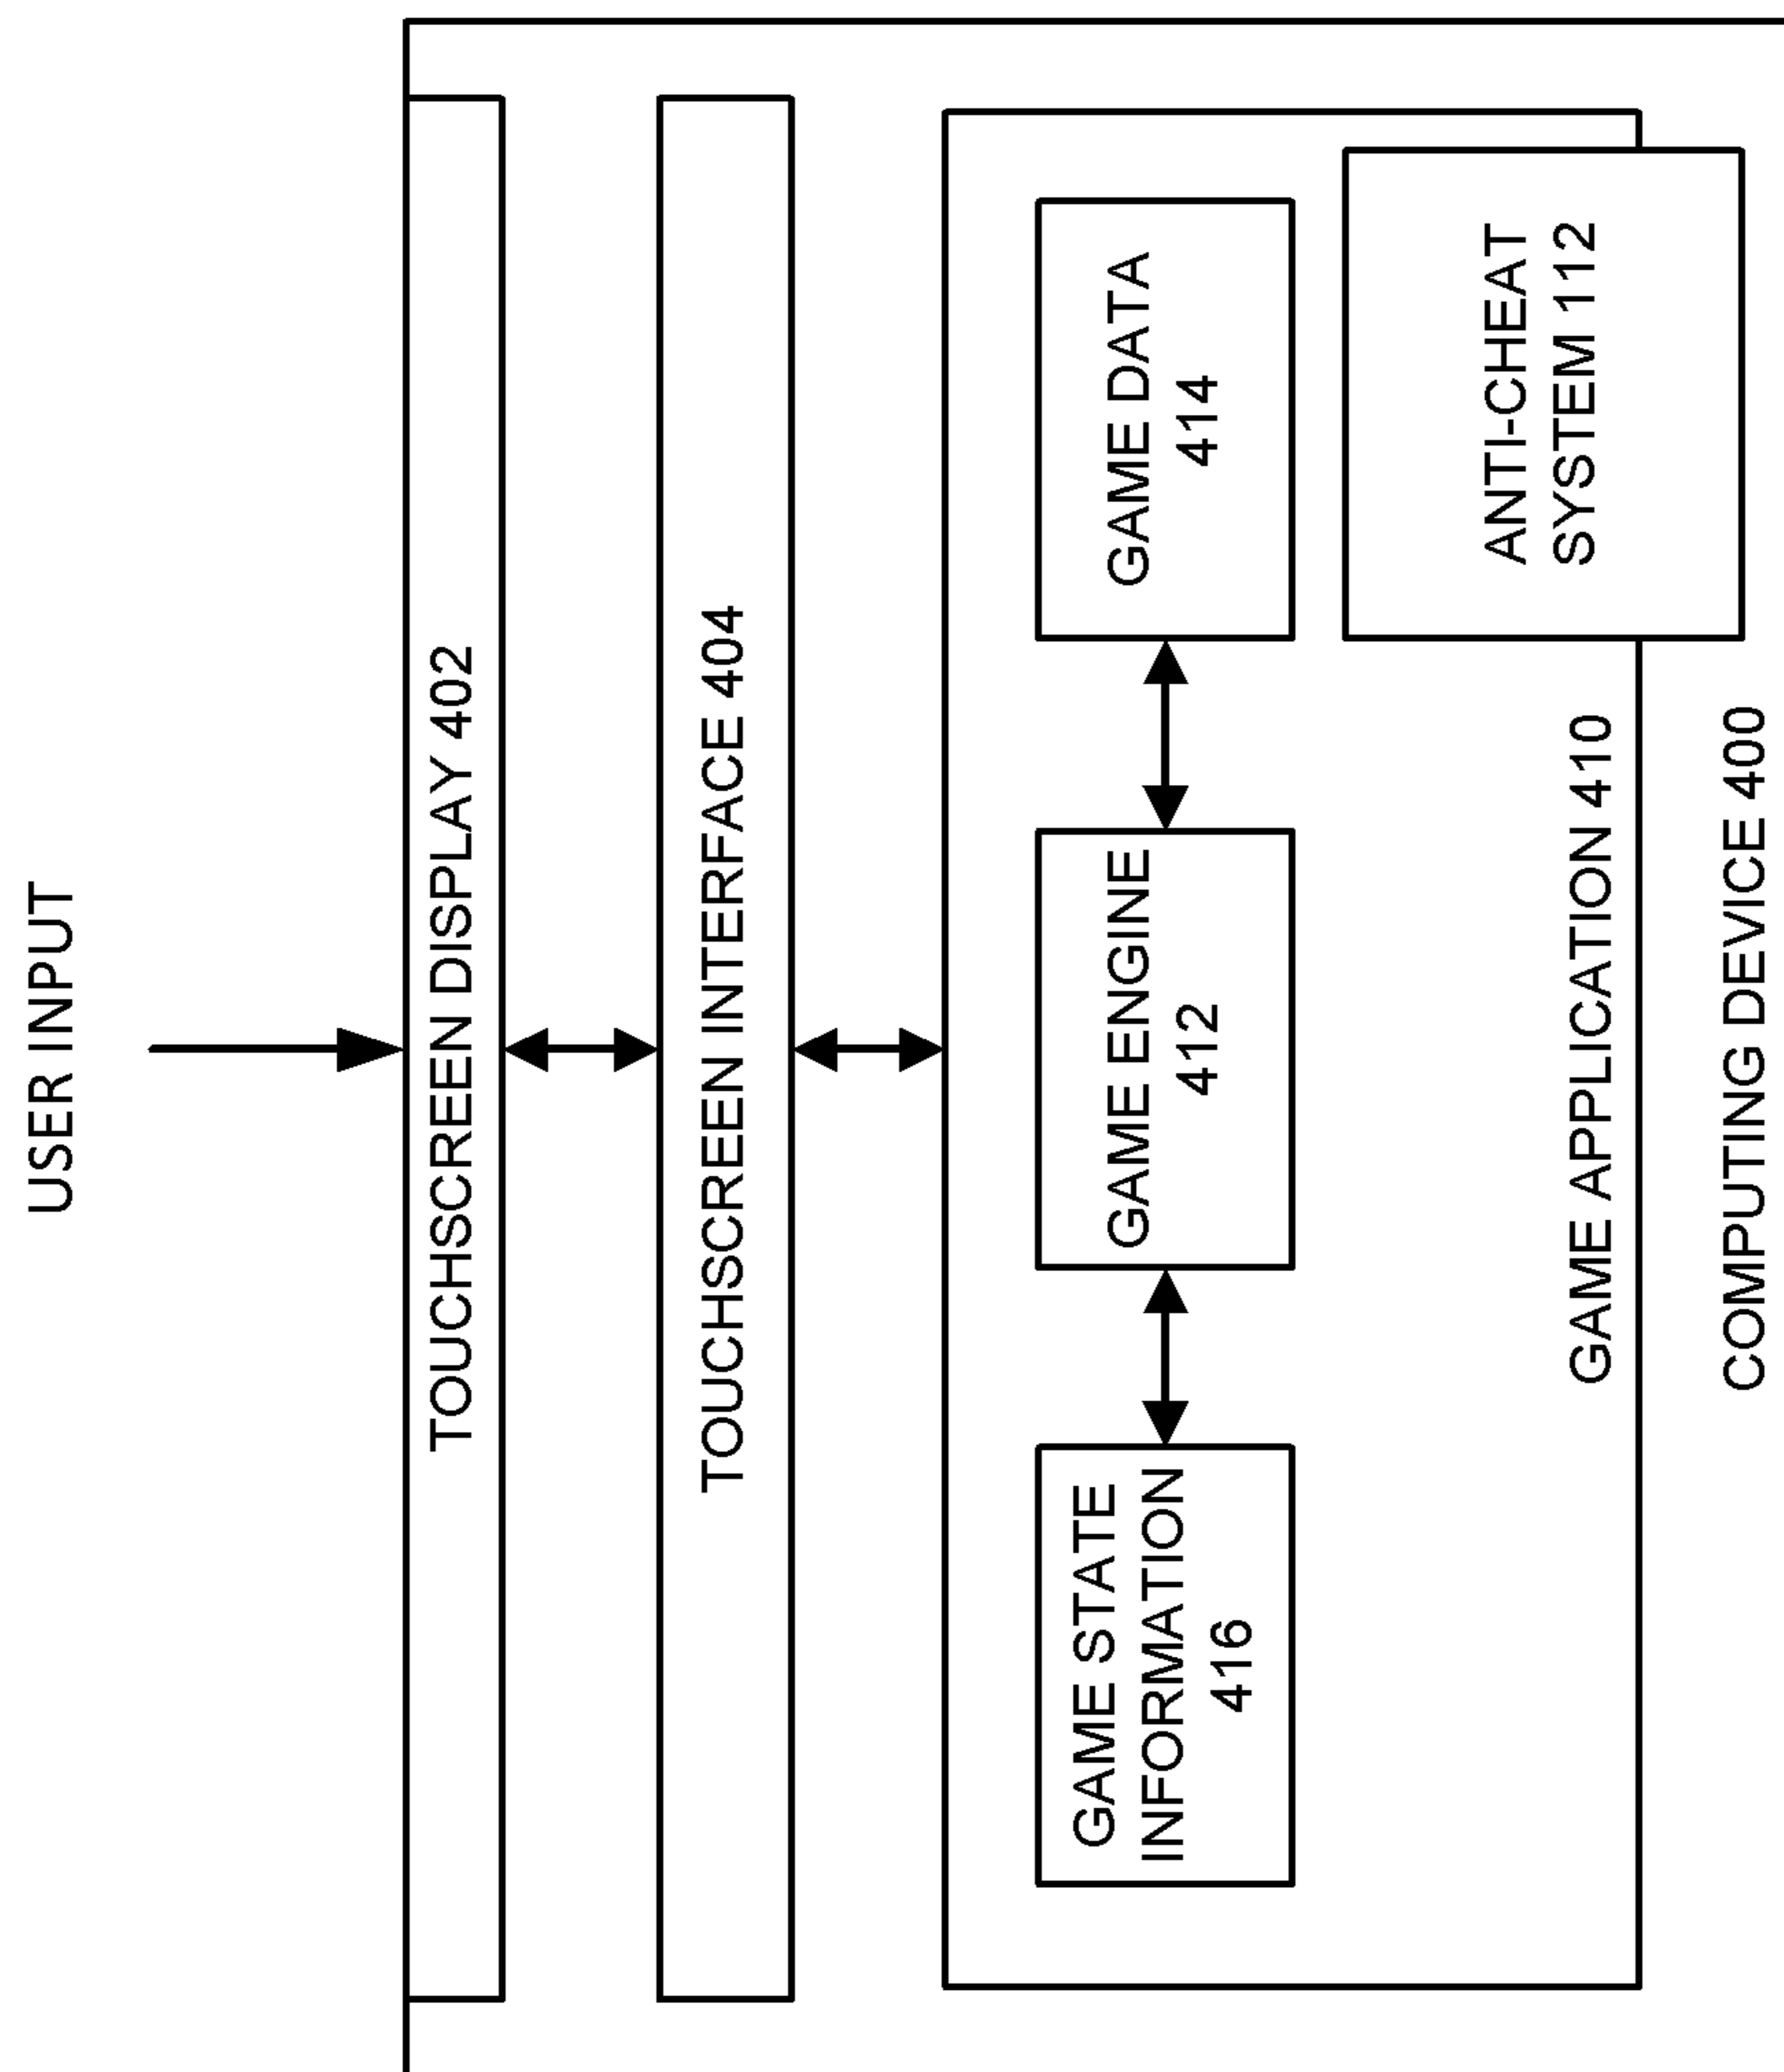 USER INPUT
TOUCHSCREEN DISPLAY 402
TOUCHSCREEN INTERFACE 404
GAME STATE
INFORMATION
416
GAME ENGINE
412
GAME DATA
414
ANTI-CHEAT
SYSTEM 112
GAME APPLICATION 410
COMPUTING DEVICE 400